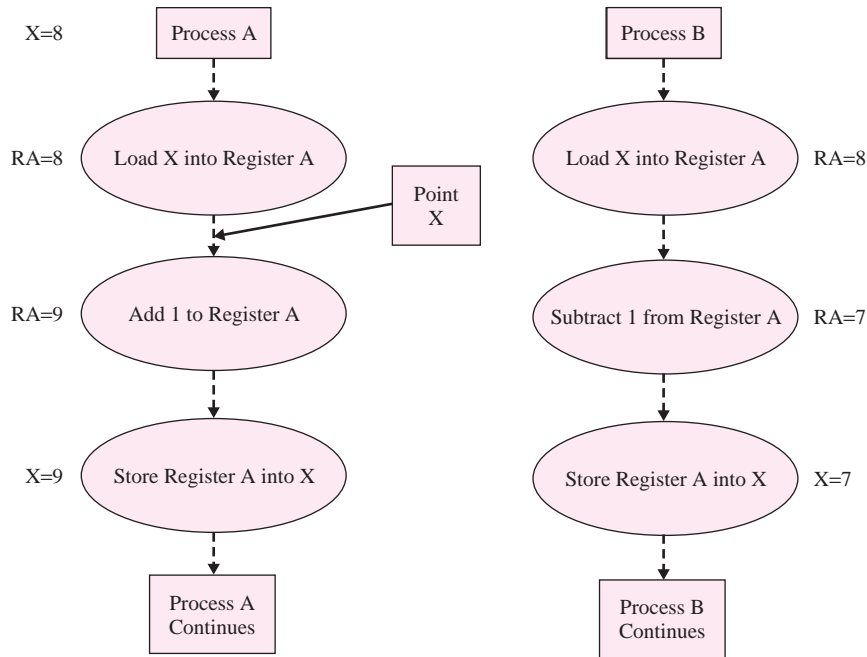 X=8
Process A
RA=8
Load X into Register A
Point
X
RA=9
Add 1 to Register A
X=9
Store Register A into X
Process A
Continues
Process B
Load X into Register A
RA=8
Subtract 1 from Register A
RA=7
Store Register A into X
X=7
Process B
Continues